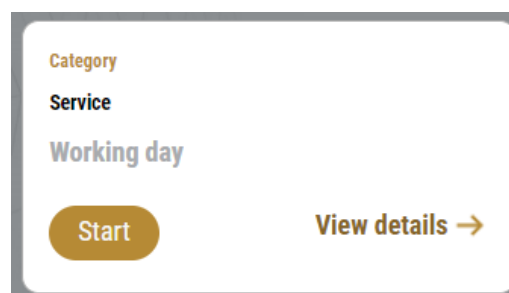 Category
Service
Working day
Start
View details →